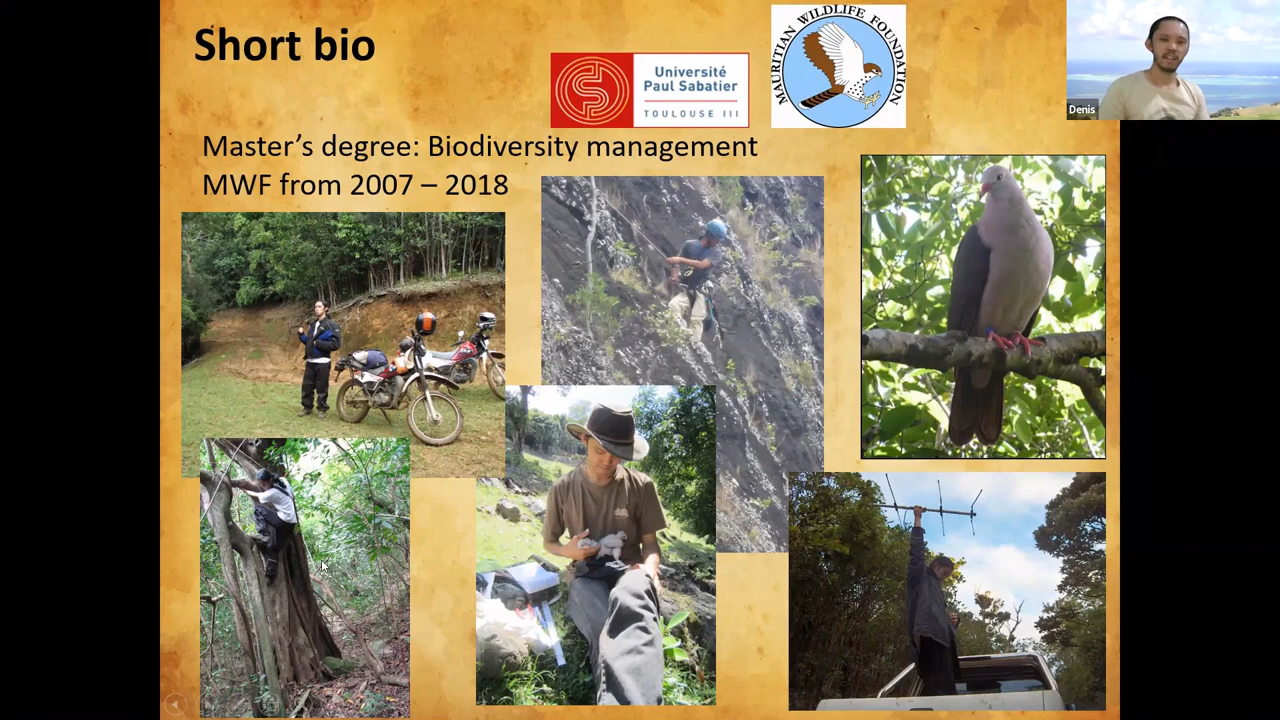 Short bio
Université
Paul Sabatier
TOULOUSE III
MAURITIAN WILDLIFE FOUNDATION
Denis
Master’s degree: Biodiversity management
MWF from 2007 – 2018